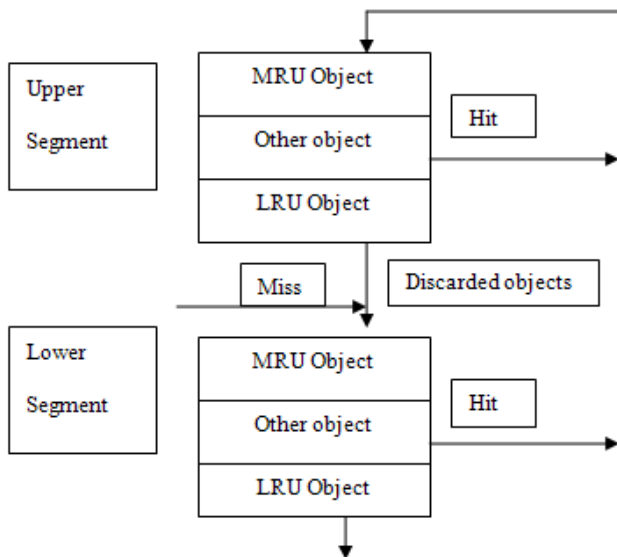 MRU Object
Upper
Segment
Hit
Other object
LRU Object
Miss
Discarded objects
Lower
Segment
MRU Object
Hit
Other object
LRU Object